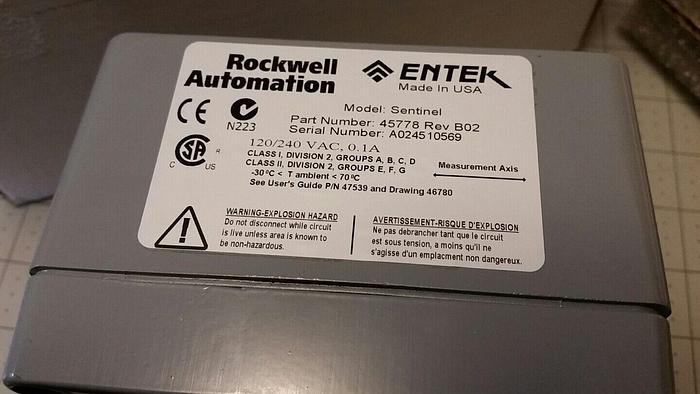 Rockwell
Automation
ENTEK
Made In USA
Model: Sentinel
Part Number: 45778 Rev B02
Serial Number: A024510569
CE
N223
C SA R US
120/240 VAC, 0.1A
CLASS I, DIVISION 2, GROUPS A, B, C, D
CLASS II, DIVISION 2, GROUPS E, F, G
-30°C < T ambient < 70°C
See User's Guide P/N 47539 and Drawing 46780
Measurement Axis
WARNING-EXPLOSION HAZARD
Do not disconnect while circuit
is live unless area is known to
be non-hazardous.
AVERTISSEMENT-RISQUE D'EXPLOSION
Ne pas debrancher tant que le circuit
est sous tension, a moins qu'il ne
s'agisse d'un emplacment non dangereux.